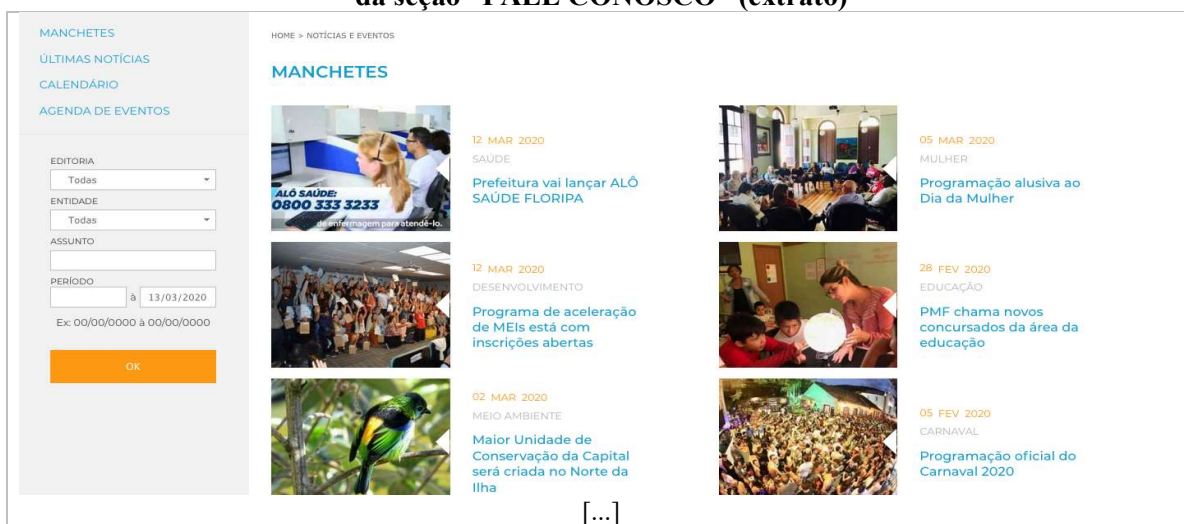 da seção "FALE CONOSCO" (extrato)
MANCHETES
ÚLTIMAS NOTÍCIAS
CALENDÁRIO
AGENDA DE EVENTOS
EDITORIA
Todas
ENTIDADE
Todas
ASSUNTO
PERÍODO
à 13/03/2020
Ex: 00/00/0000 à 00/00/0000
OK
HOME > NOTÍCIAS E EVENTOS
MANCHETES
ALÔ SAÚDE:
0800 333 3233
de enfermagem para atendê-lo.
12 MAR 2020
SAÚDE
Prefeitura vai lançar ALÔ
SAÚDE FLORIPA
05 MAR 2020
MULHER
Programação alusiva ao
Dia da Mulher
12 MAR 2020
DESENVOLVIMENTO
Programa de aceleração
de MEIs está com
inscrições abertas
28 FEV 2020
EDUCAÇÃO
PMF chama novos
concursados da área da
educação
02 MAR 2020
MEIO AMBIENTE
Maior Unidade de
Conservação da Capital
será criada no Norte da
Ilha
05 FEV 2020
CARNAVAL
Programação oficial do
Carnaval 2020
[...]